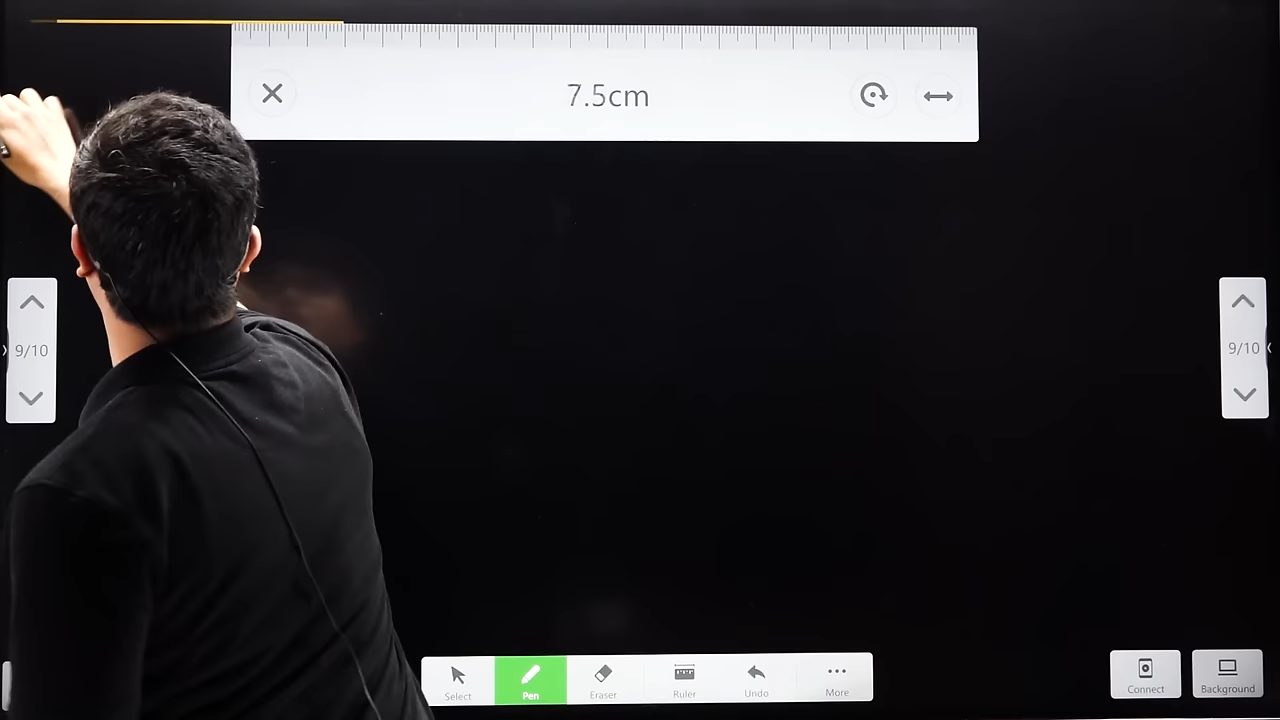 7.5cm
9/10
9/10
Select
Pen
Eraser
Ruler
Undo
More
Connect
Background